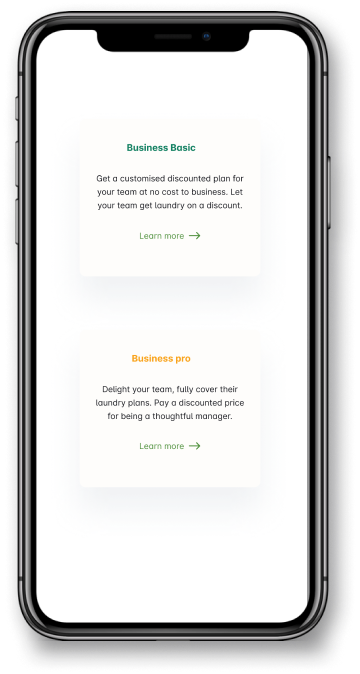 Business Basic
Get a customised discounted plan for
your team at no cost to business. Let
your team get laundry on a discount.
Learn more →
Business pro
Delight your team, fully cover their
laundry plans. Pay a discounted price
for being a thoughtful manager.
Learn more →